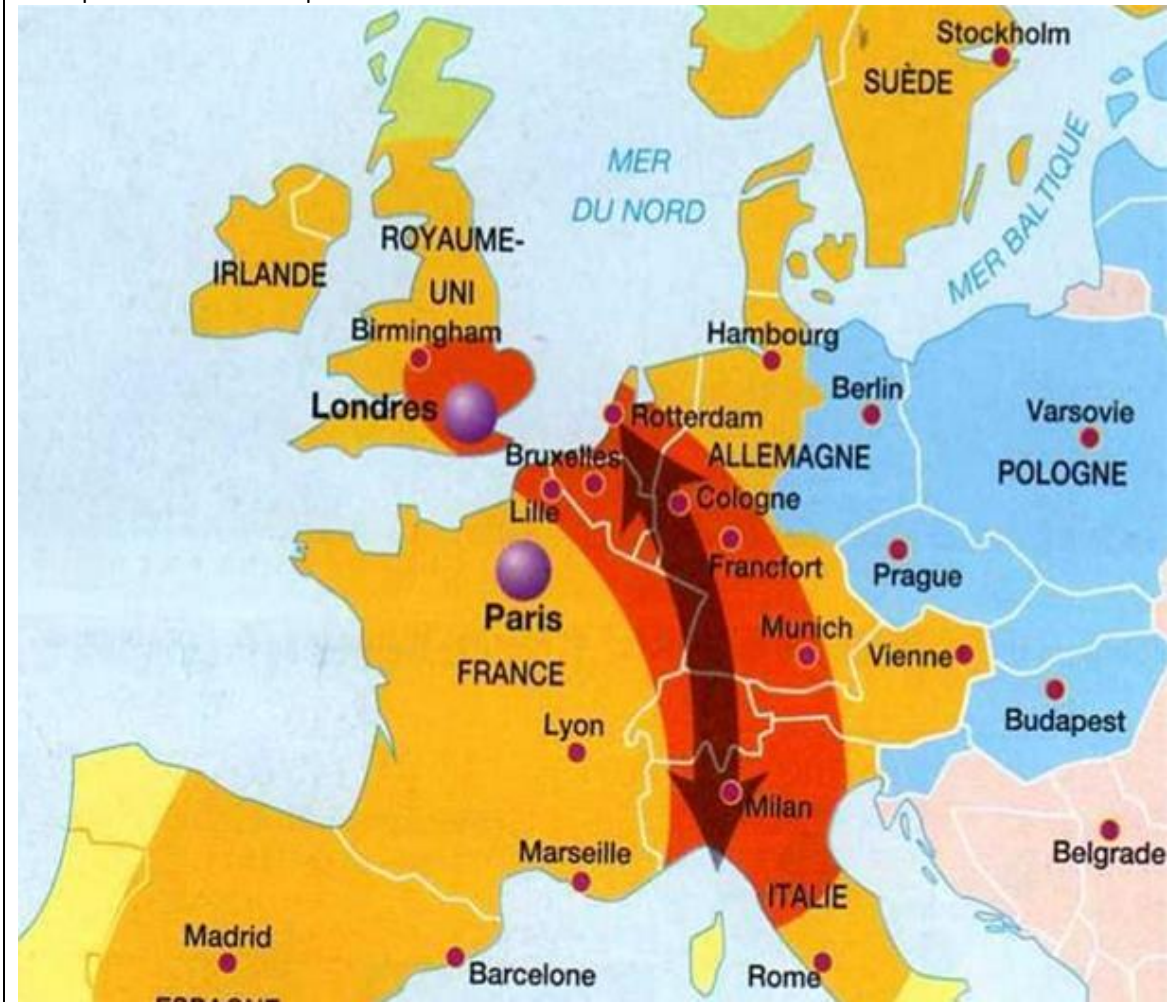 Stockholm
SUÈDE
MER
DU NORD
MER BALTIQUE
ROYAUME-
UNI
IRLANDE
Birmingham
Londres
Hambourg
Berlin
Rotterdam
Varsovie
POLOGNE
ALLEMAGNE
Bruxelles
Cologne
Lille
Francfort
Prague
Paris
Munich
Vienne
FRANCE
Budapest
Lyon
Milan
Marseille
Belgrade
ITALIE
Madrid
Barcelone
Rome
ESPAGNE